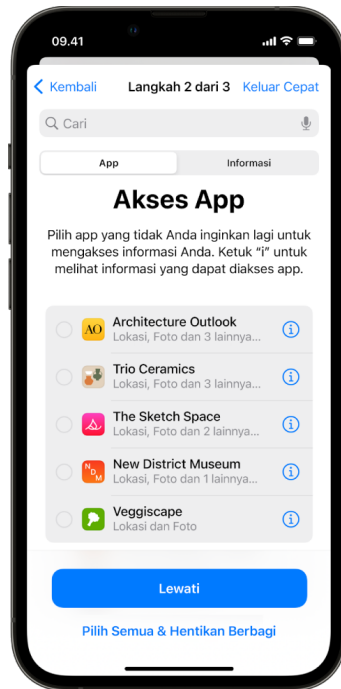 09.41
Kembali Langkah 2 dari 3 Keluar Cepat
Cari
App Informasi
Akses App
Pilih app yang tidak Anda inginkan lagi untuk
mengakses informasi Anda. Ketuk “i” untuk
melihat informasi yang dapat diakses app.
AO Architecture Outlook
Lokasi, Foto dan 3 lainnya...
Trio Ceramics
Lokasi, Foto dan 3 lainnya...
The Sketch Space
Lokasi, Foto dan 2 lainnya...
NDM New District Museum
Lokasi, Foto dan 1 lainnya...
Veggiscape
Lokasi dan Foto
Lewati
Pilih Semua & Hentikan Berbagi